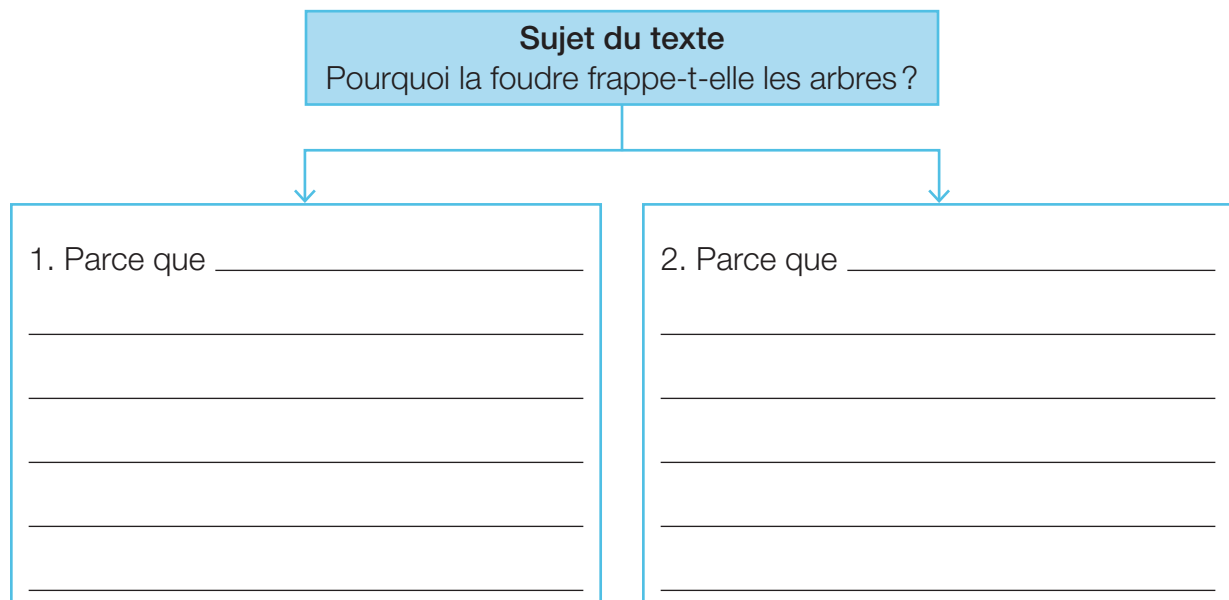 Sujet du texte
Pourquoi la foudre frappe-t-elle les arbres ?
1. Parce que
2. Parce que